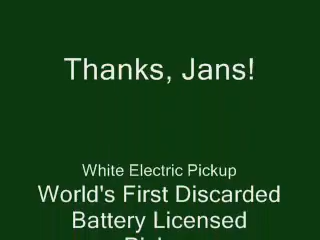 Thanks, Jans!
White Electric Pickup
World's First Discarded
Battery Licensed